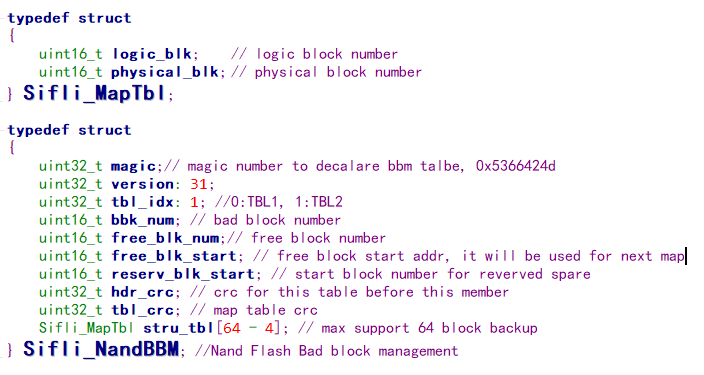 typedef struct
{
uint16_t logic_blk; // logic block number
uint16_t physical_blk; // physical block number
} Sifli_MapTbl;
typedef struct
{
uint32_t magic;// magic number to decalare bbm talbe, 0x5366424d
uint32_t version: 31;
uint32_t tbl_idx: 1; //0:TBL1, 1:TBL2
uint16_t bbk_num; // bad block number
uint16_t free_blk_num;// free block number
uint16_t free_blk_start; // free block start addr, it will be used for next map
uint16_t reserv_blk_start; // start block number for reverved spare
uint32_t hdr_crc; // crc for this table before this member
uint32_t tbl_crc; // map table crc
Sifli_MapTbl stru_tbl[64 - 4]; // max support 64 block backup
} Sifli_NandBBM; //Nand Flash Bad block management